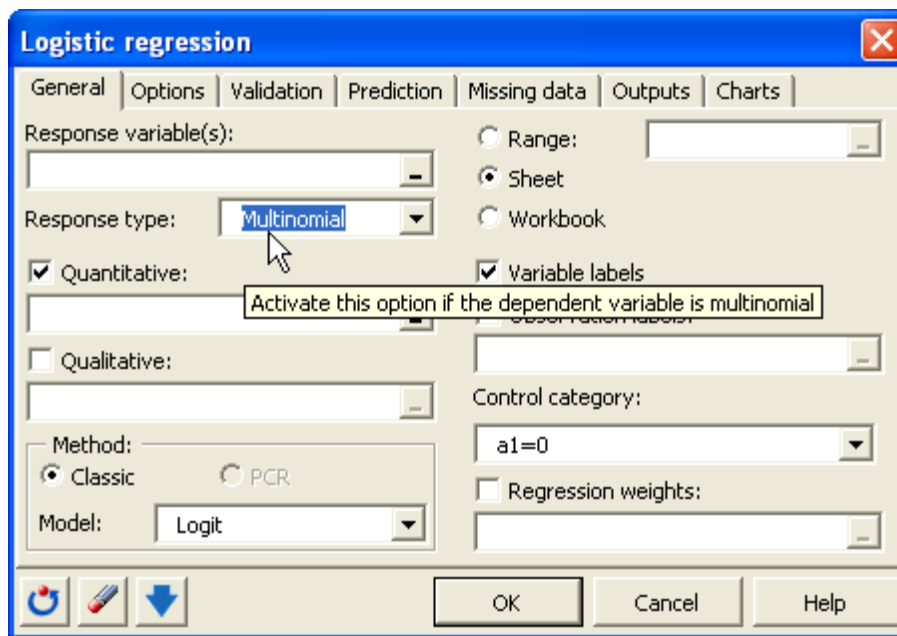 Logistic regression
General Options Validation Prediction Missing data Outputs Charts
Response variable(s):
Range:
Sheet
Response type: Multinomial
Workbook
Quantitative:
Variable labels
Activate this option if the dependent variable is multinomial
Qualitative:
Control category:
Method:
a1=0
Classic PCR
Regression weights:
Model: Logit
OK Cancel Help